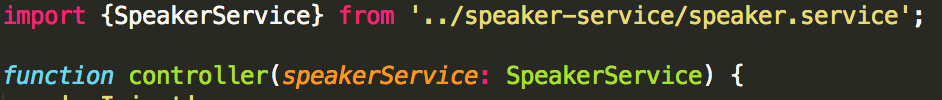 import {SpeakerService} from '../speaker-service/speaker.service';
function controller(speakerService: SpeakerService) {